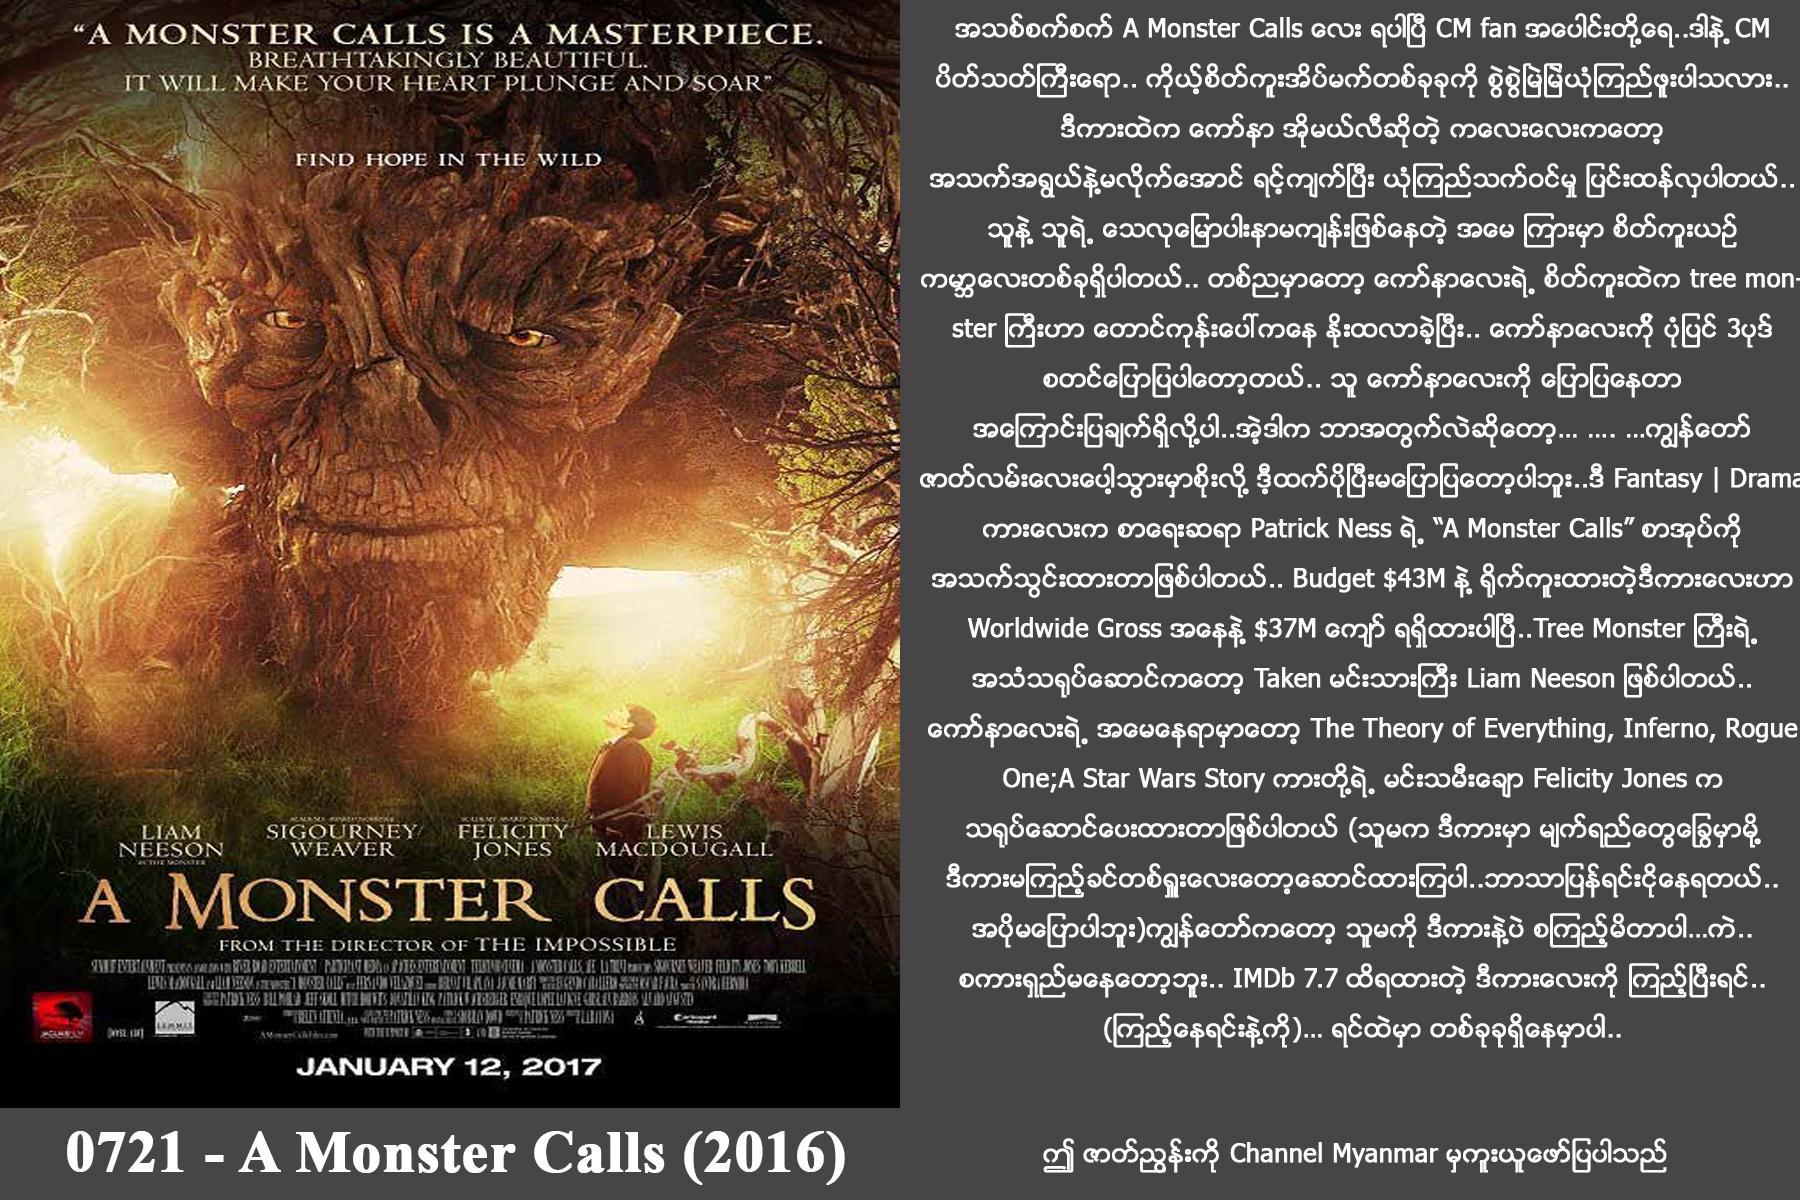 “A MONSTER CALLS IS A MASTERPIECE.
BREATHTAKINGLY BEAUTIFUL.
IT WILL MAKE YOUR HEART PLUNGE AND SOAR”
FIND HOPE IN THE WILD
LIAM NEESON
SIGOURNEY WEAVER
FELICITY JONES
LEWIS MACDOUGALL
A MONSTER CALLS
FROM THE DIRECTOR OF THE IMPOSSIBLE
JANUARY 12, 2017
0721 - A Monster Calls (2016)
အသစ်စက်စက် A Monster Calls လေး ရပါပြီ CM fan အပေါင်းတို့ရေ..ဒါနဲ့ CM
ပိတ်သတ်ကြီးရော.. ကိုယ့်စိတ်ကူးအိပ်မက်တစ်ခုခုကို စွဲစွဲမြဲမြဲယုံကြည်ဖူးပါသလား..
ဒီကားထဲက ကော်နာ အိုမယ်လီဆိုတဲ့ ကလေးလေးကတော့
အသက်အရွယ်နဲ့မလိုက်အောင် ရင့်ကျက်ပြီး ယုံကြည်သက်ဝင်မှု ပြင်းထန်လှပါတယ်..
သူနဲ့ သူရဲ့ သေလုမြောပါးနာမကျန်းဖြစ်နေတဲ့ အမေ ကြားမှာ စိတ်ကူးယဉ်
ကမ္ဘာလေးတစ်ခုရှိပါတယ်.. တစ်ညမှာတော့ ကော်နာလေးရဲ့ စိတ်ကူးထဲက tree mon-
ster ကြီးဟာ တောင်ကုန်းပေါ်ကနေ နိုးထလာခဲ့ပြီး.. ကော်နာလေးကို ပုံပြင် 3ပုဒ်
စတင်ပြောပြပါတော့တယ်.. သူ ကော်နာလေးကို ပြောပြနေတာ
အကြောင်းပြချက်ရှိလို့ပါ..အဲ့ဒါက ဘာအတွက်လဲဆိုတော့... .... ...ကျွန်တော်
ဇာတ်လမ်းလေးပေါ့သွားမှာစိုးလို့ ဒီ့ထက်ပိုပြီးမပြောပြတော့ပါဘူး..ဒီ Fantasy | Drama
ကားလေးက စာရေးဆရာ Patrick Ness ရဲ့ “A Monster Calls” စာအုပ်ကို
အသက်သွင်းထားတာဖြစ်ပါတယ်.. Budget $43M နဲ့ ရိုက်ကူးထားတဲ့ဒီကားလေးဟာ
Worldwide Gross အနေနဲ့ $37M ကျော် ရရှိထားပါပြီ..Tree Monster ကြီးရဲ့
အသံသရုပ်ဆောင်ကတော့ Taken မင်းသားကြီး Liam Neeson ဖြစ်ပါတယ်..
ကော်နာလေးရဲ့ အမေနေရာမှာတော့ The Theory of Everything, Inferno, Rogue
One;A Star Wars Story ကားတို့ရဲ့ မင်းသမီးချော Felicity Jones က
သရုပ်ဆောင်ပေးထားတာဖြစ်ပါတယ် (သူမက ဒီကားမှာ မျက်ရည်တွေခြွေမှာမို့
ဒီကားမကြည့်ခင်တစ်ရှူးလေးတော့ဆောင်ထားကြပါ..ဘာသာပြန်ရင်းငိုနေရတယ်..
အပိုမပြောပါဘူး)ကျွန်တော်ကတော့ သူမကို ဒီကားနဲ့ပဲ စကြည့်မိတာပါ...ကဲ..
စကားရှည်မနေတော့ဘူး.. IMDb 7.7 ထိရထားတဲ့ ဒီကားလေးကို ကြည့်ပြီးရင်..
(ကြည့်နေရင်းနဲ့ကို)... ရင်ထဲမှာ တစ်ခုခုရှိနေမှာပါ..
ဤ ဇာတ်ညွှန်းကို Channel Myanmar မှကူးယူဖော်ပြပါသည်